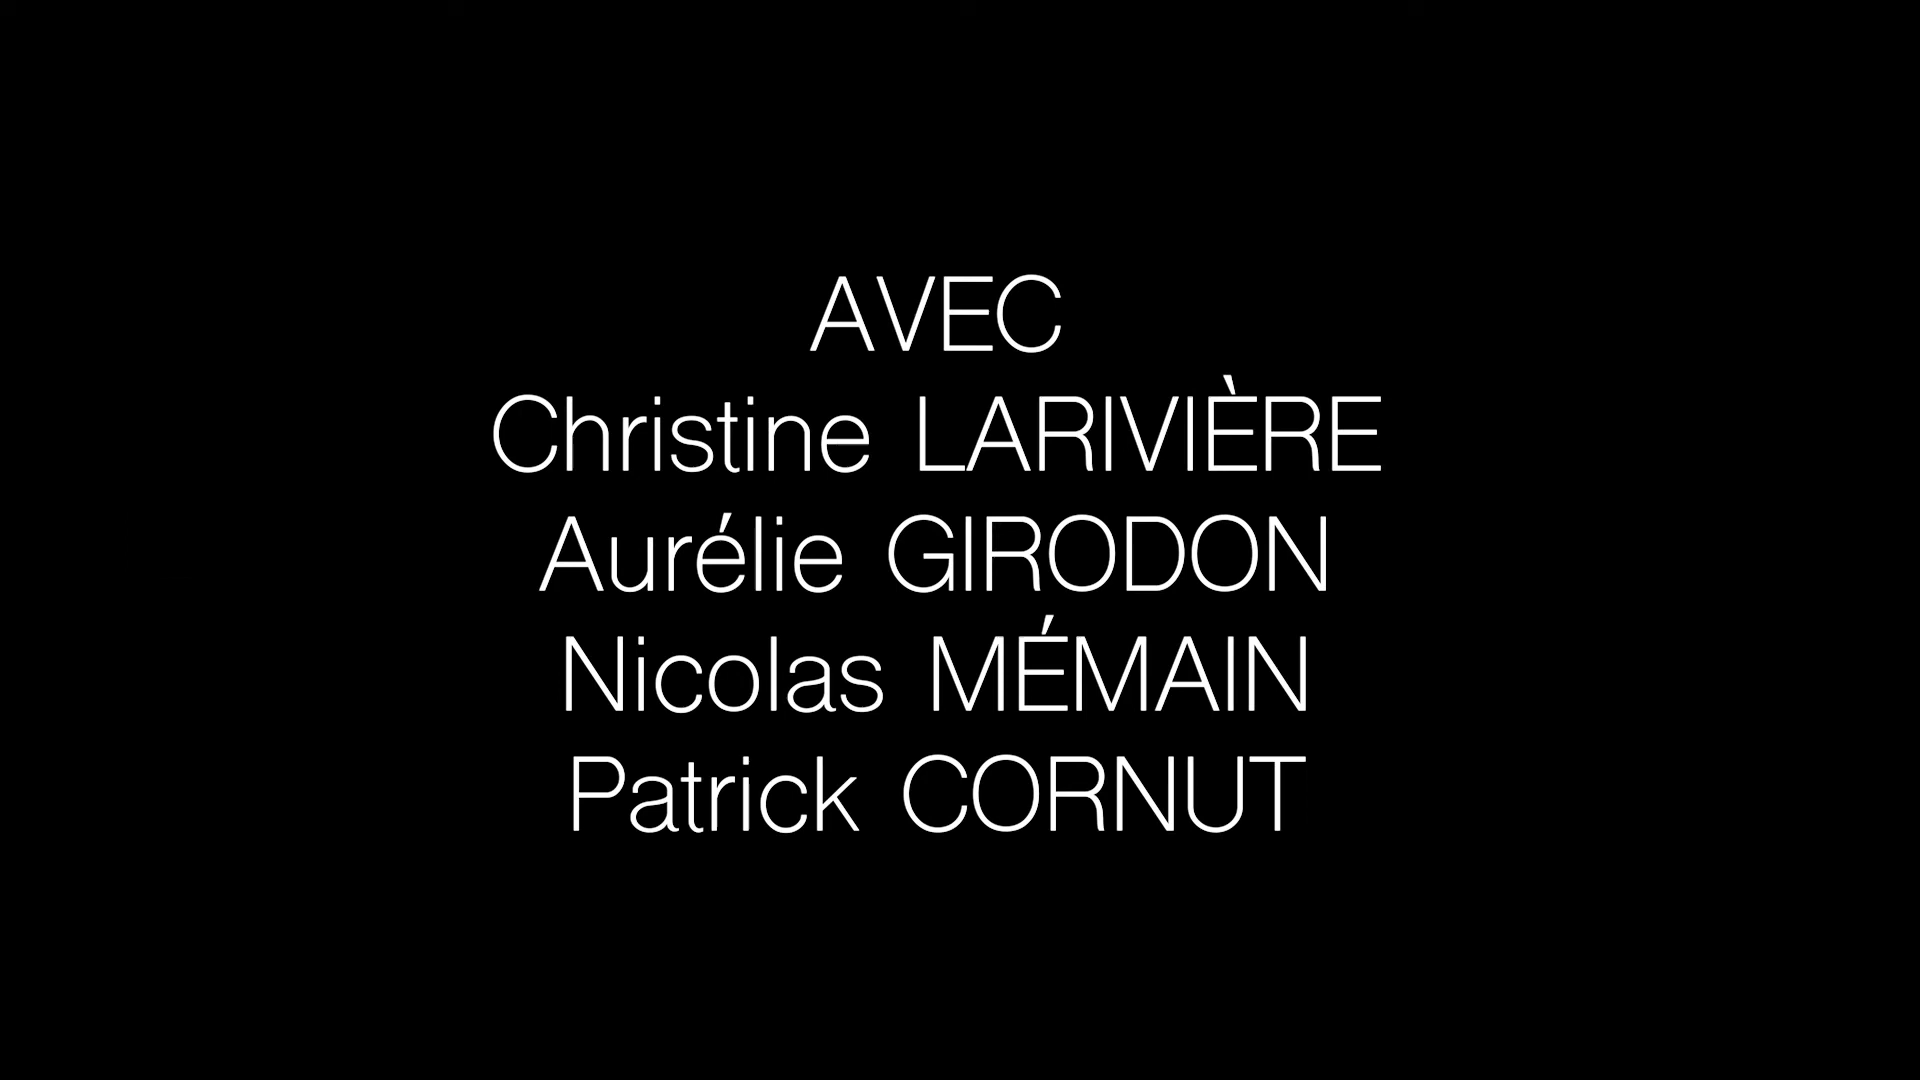 AVEC
Christine LARIVIÈRE
Aurélie GIRODON
Nicolas MÉMAIN
Patrick CORNUT